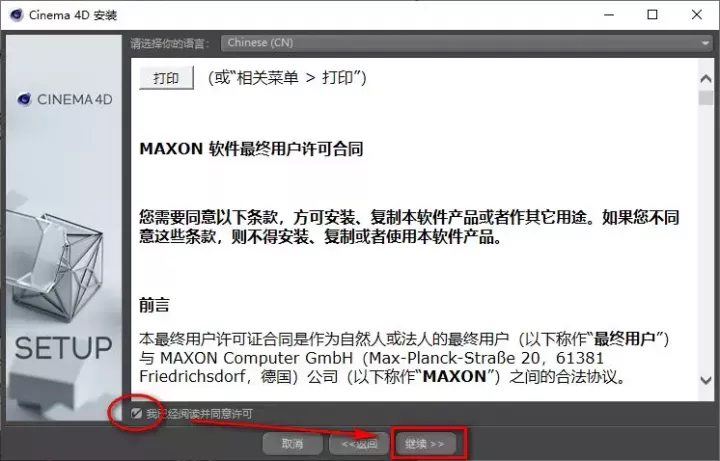 Cinema 4D 安装
请选择你的语言: Chinese (CN)
CINEMA 4D
打印 (或“相关菜单 > 打印”)
MAXON 软件最终用户许可合同
您需要同意以下条款，方可安装、复制本软件产品或者作其它用途。如果您不同
意这些条款，则不得安装、复制或者使用本软件产品。
前言
本最终用户许可证合同是作为自然人或法人的最终用户（以下称作“最终用户”）
与 MAXON Computer GmbH（Max-Planck-Straße 20，61381
Friedrichsdorf，德国）公司（以下称作“MAXON”）之间的合法协议。
SETUP
我已经阅读并同意许可
取消 <<返回 继续 >>